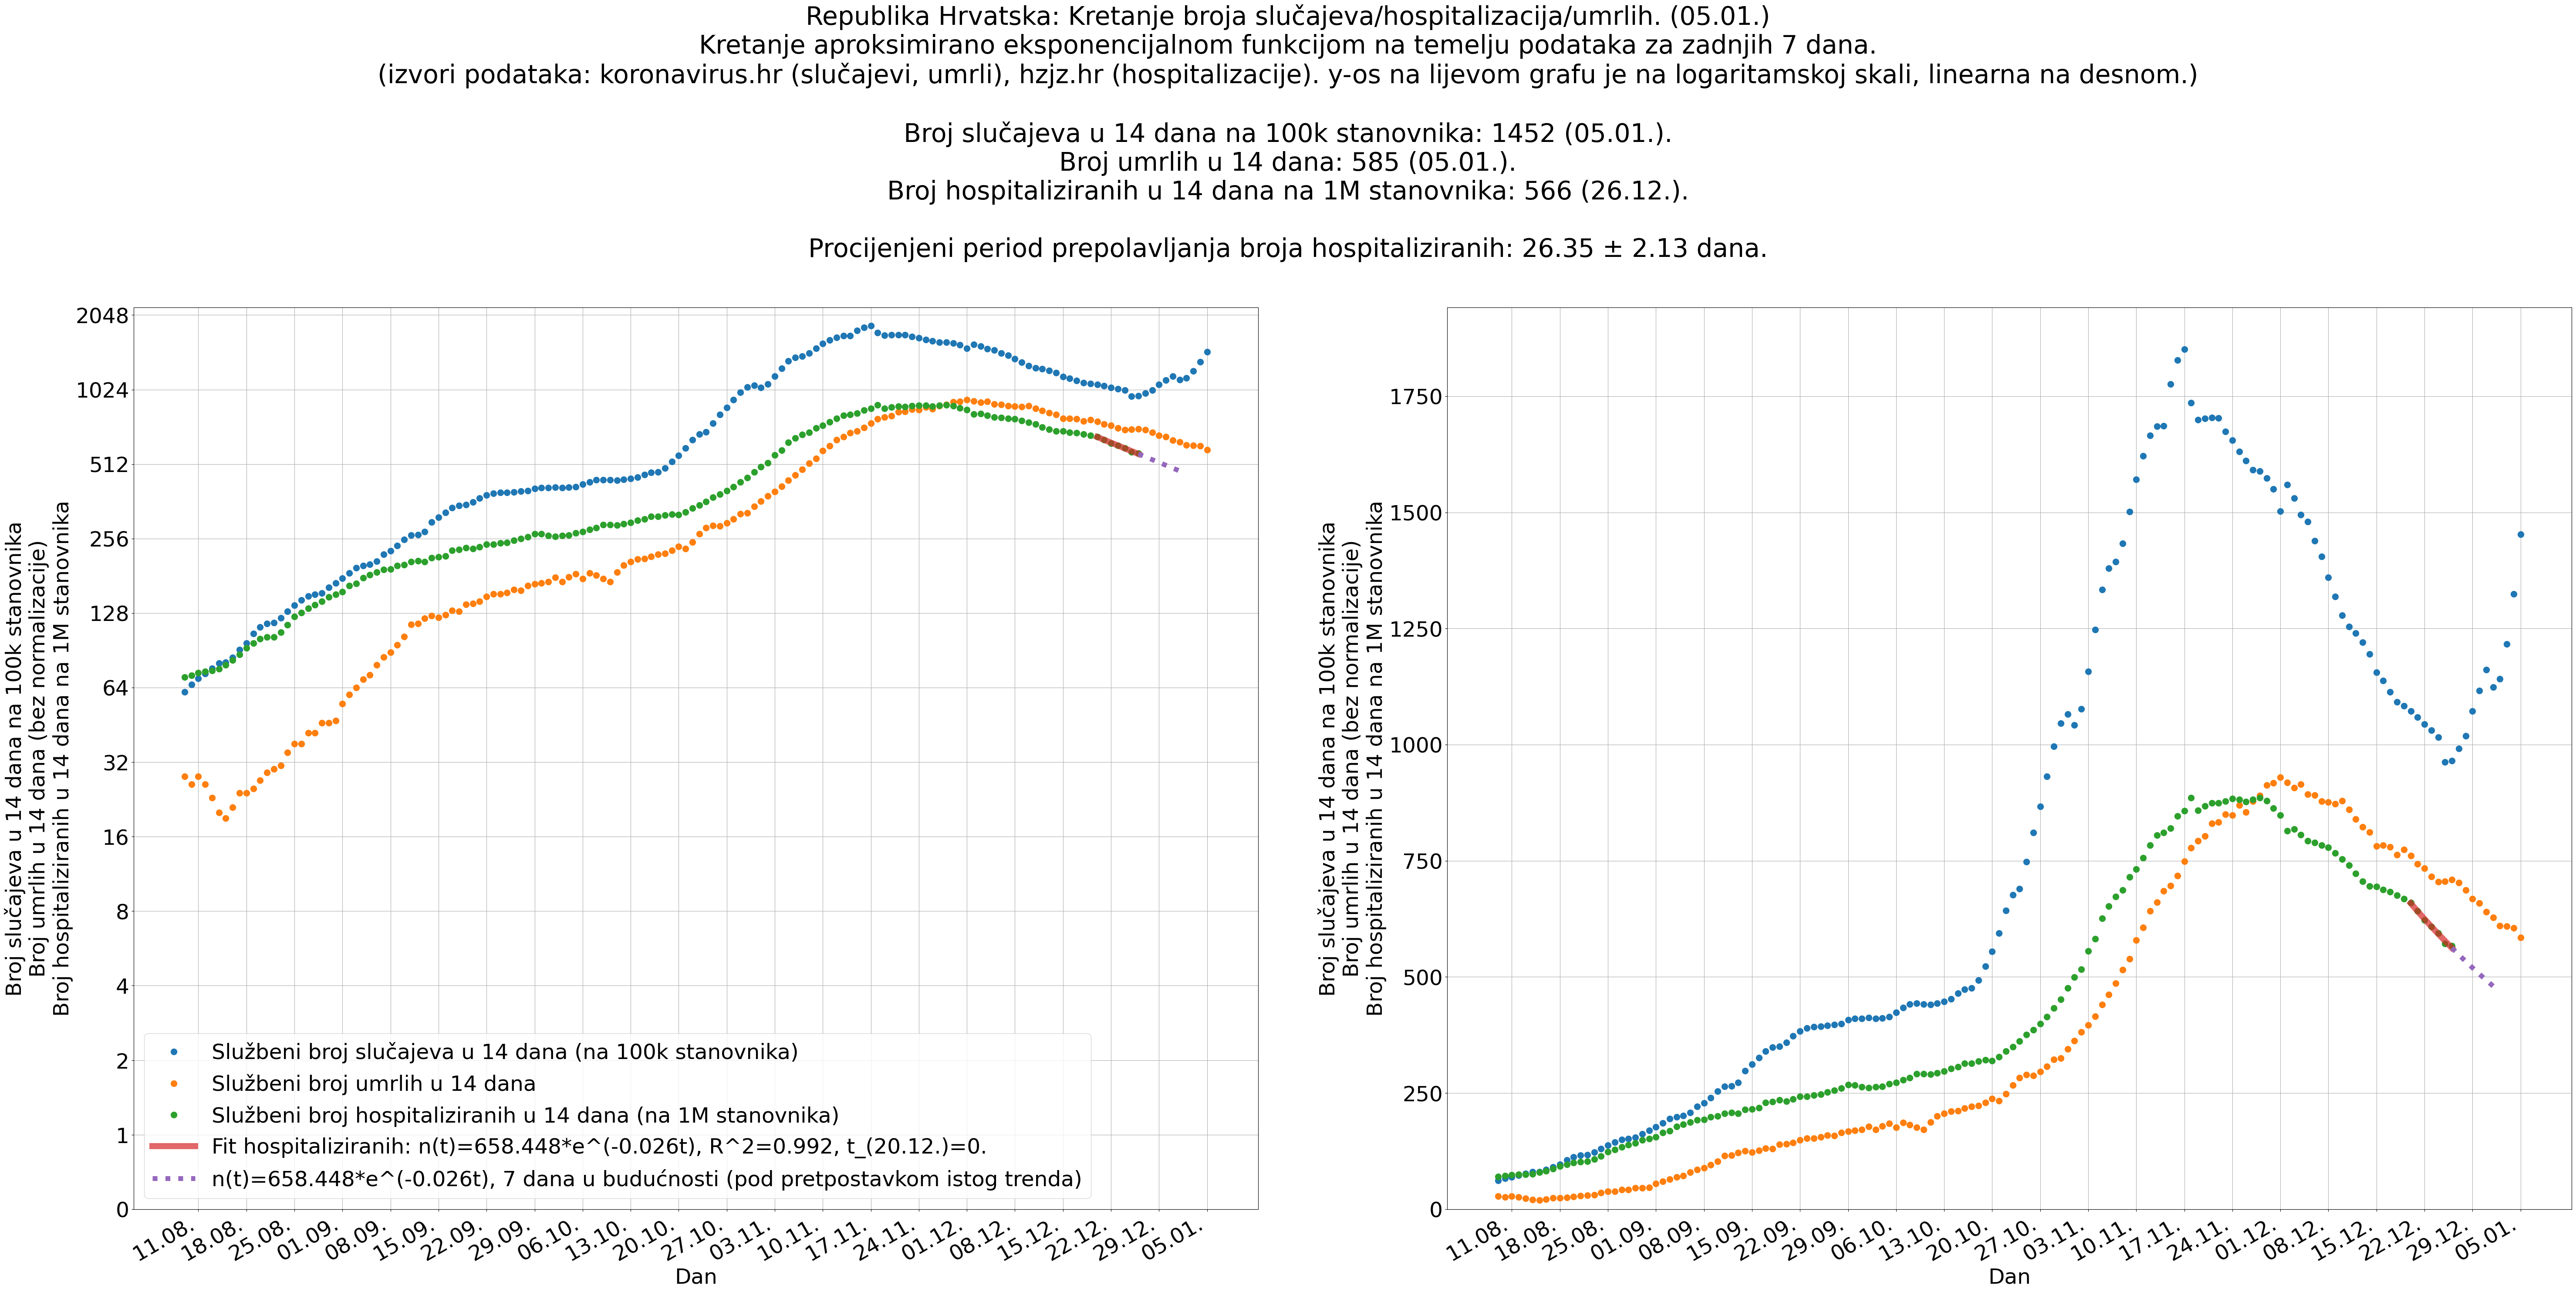 Republika Hrvatska: Kretanje broja slučajeva/hospitalizacija/umrlih. (05.01.)
Kretanje aproksimirano eksponencijalnom funkcijom na temelju podataka za zadnjih 7 dana.
(izvori podataka: koronavirus.hr (slučajevi, umrli), hzjz.hr (hospitalizacije). y-os na lijevom grafu je na logaritamskoj skali, linearna na desnom.)
Broj slučajeva u 14 dana na 100k stanovnika: 1452 (05.01.).
Broj umrlih u 14 dana: 585 (05.01.).
Broj hospitaliziranih u 14 dana na 1M stanovnika: 566 (26.12.).
Procijenjeni period prepolavljanja broja hospitaliziranih: 26.35 ± 2.13 dana.
Broj slučajeva u 14 dana na 100k stanovnika
Broj umrlih u 14 dana (bez normalizacije)
Broj hospitaliziranih u 14 dana na 1M stanovnika
2048
1024
512
256
128
64
32
16
8
4
2
1
0
Službeni broj slučajeva u 14 dana (na 100k stanovnika)
Službeni broj umrlih u 14 dana
Službeni broj hospitaliziranih u 14 dana (na 1M stanovnika)
Fit hospitaliziranih: n(t)=658.448*e^(-0.026t), R^2=0.992, t_(20.12.)=0.
n(t)=658.448*e^(-0.026t), 7 dana u budućnosti (pod pretpostavkom istog trenda)
11.08. 18.08. 25.08. 01.09. 08.09. 15.09. 22.09. 29.09. 06.10. 13.10. 20.10. 27.10. 03.11. 10.11. 17.11. 24.11. 01.12. 08.12. 15.12. 22.12. 29.12. 05.01.
Dan
Broj slučajeva u 14 dana na 100k stanovnika
Broj umrlih u 14 dana (bez normalizacije)
Broj hospitaliziranih u 14 dana na 1M stanovnika
1750
1500
1250
1000
750
500
250
0
11.08. 18.08. 25.08. 01.09. 08.09. 15.09. 22.09. 29.09. 06.10. 13.10. 20.10. 27.10. 03.11. 10.11. 17.11. 24.11. 01.12. 08.12. 15.12. 22.12. 29.12. 05.01.
Dan